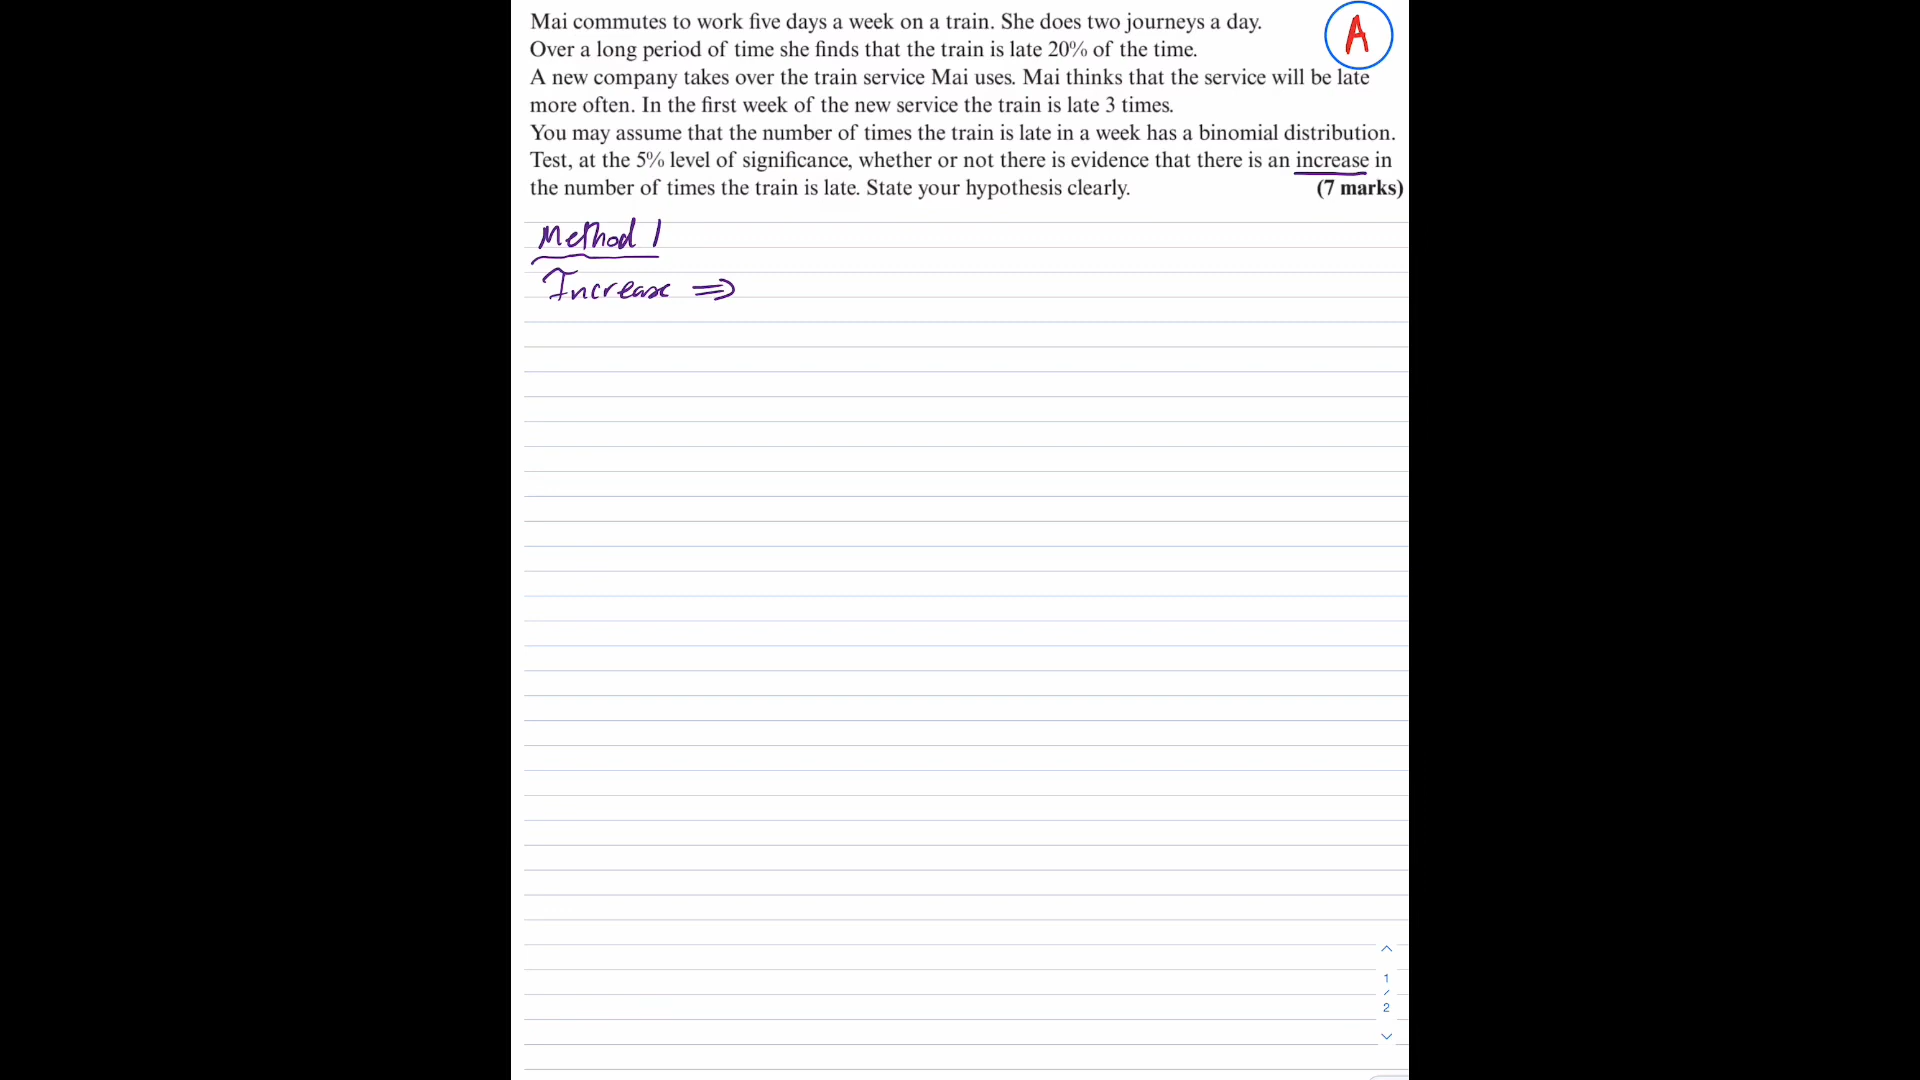 Mai commutes to work five days a week on a train. She does two journeys a day.
A
Over a long period of time she finds that the train is late 20% of the time.
A new company takes over the train service Mai uses. Mai thinks that the service will be late
more often. In the first week of the new service the train is late 3 times.
You may assume that the number of times the train is late in a week has a binomial distribution.
Test, at the 5% level of significance, whether or not there is evidence that there is an increase in
the number of times the train is late. State your hypothesis clearly. (7 marks)
Method 1
Increase ⇒
1
/
2